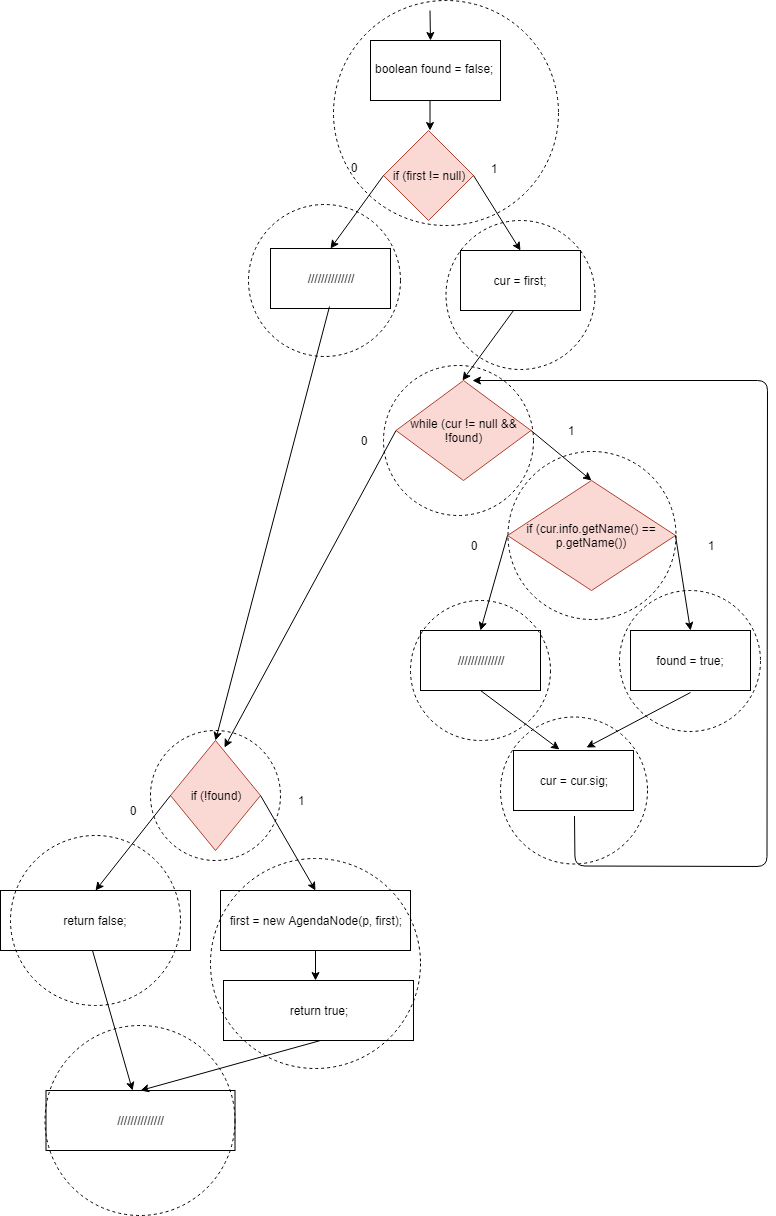 boolean found = false;
0
if (first != null)
1
//////////////
cur = first;
while (cur != null &&
!found)
0
1
if (cur.info.getName() ==
p.getName())
0
1
//////////////
found = true;
cur = cur.sig;
if (!found)
0
1
return false;
first = new AgendaNode(p, first);
return true;
//////////////